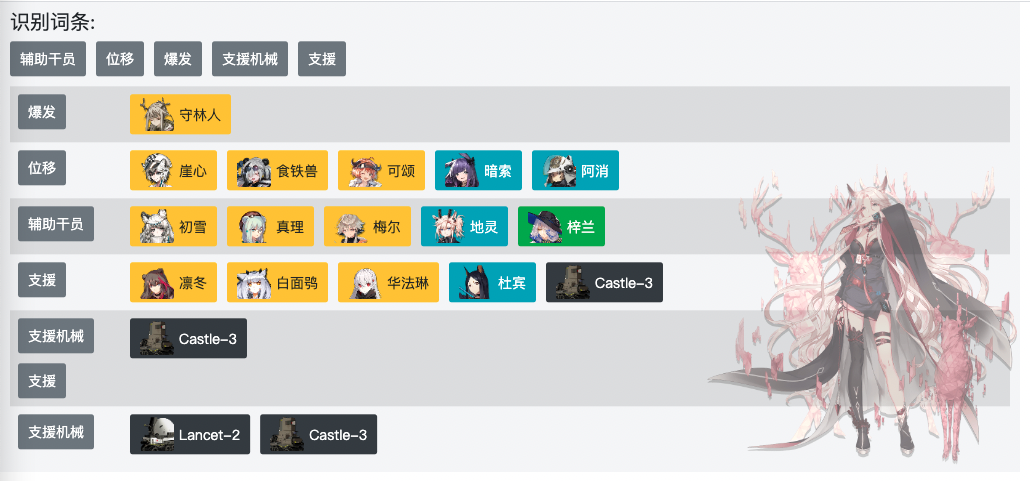 识别词条:
辅助干员 位移 爆发 支援机械 支援
爆发 守林人
位移 崖心 食铁兽 可颂 暗索 阿消
辅助干员 初雪 真理 梅尔 地灵 梓兰
支援 凛冬 白面鸮 华法琳 杜宾 Castle-3
支援机械 Castle-3
支援
支援机械 Lancet-2 Castle-3